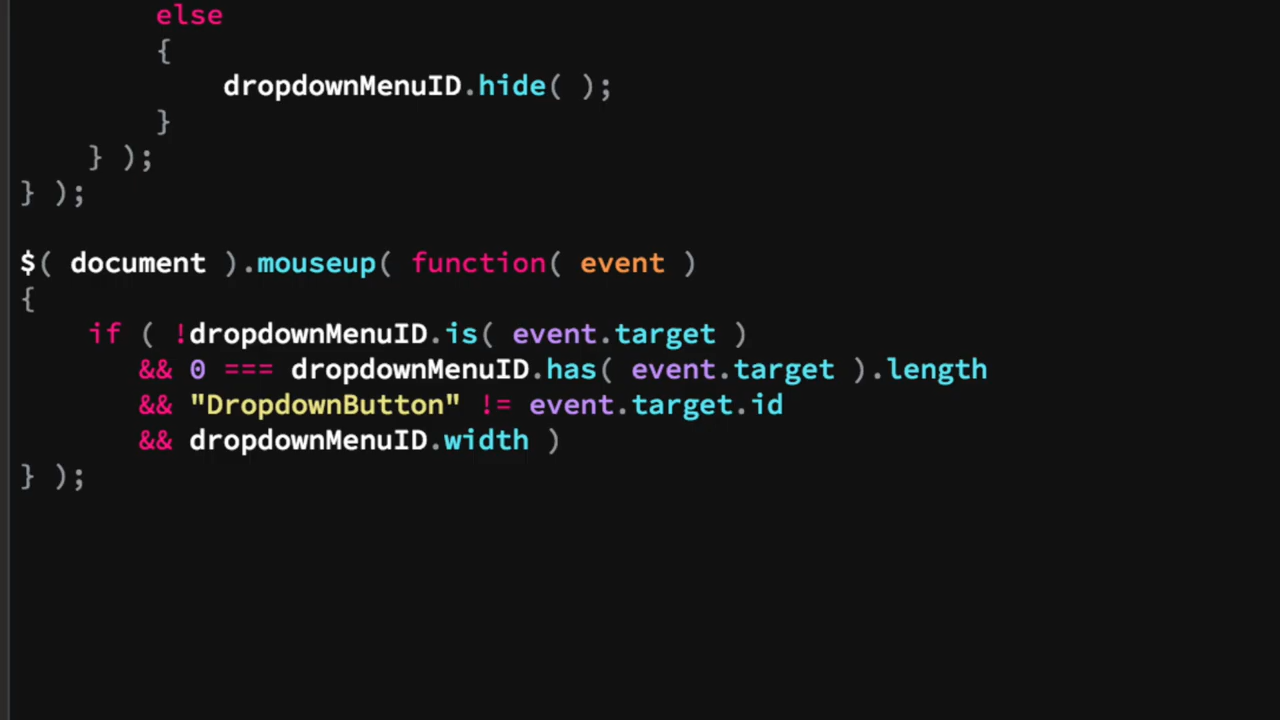 else
{
dropdownMenuID.hide( );
}
} );
} );
$( document ).mouseup( function( event )
{
if ( !dropdownMenuID.is( event.target )
&& 0 === dropdownMenuID.has( event.target ).length
&& "DropdownButton" != event.target.id
&& dropdownMenuID.width )
} );